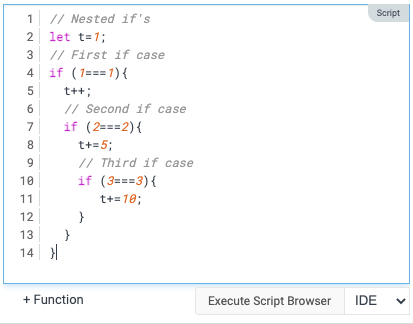 Script
1 // Nested if's
2 let t=1;
3 // First if case
4 if (1===1){
5   t++;
6   // Second if case
7   if (2===2){
8     t+=5;
9     // Third if case
10     if (3===3){
11        t+=10;
12     }
13   }
14 }
+ Function
Execute Script Browser
IDE